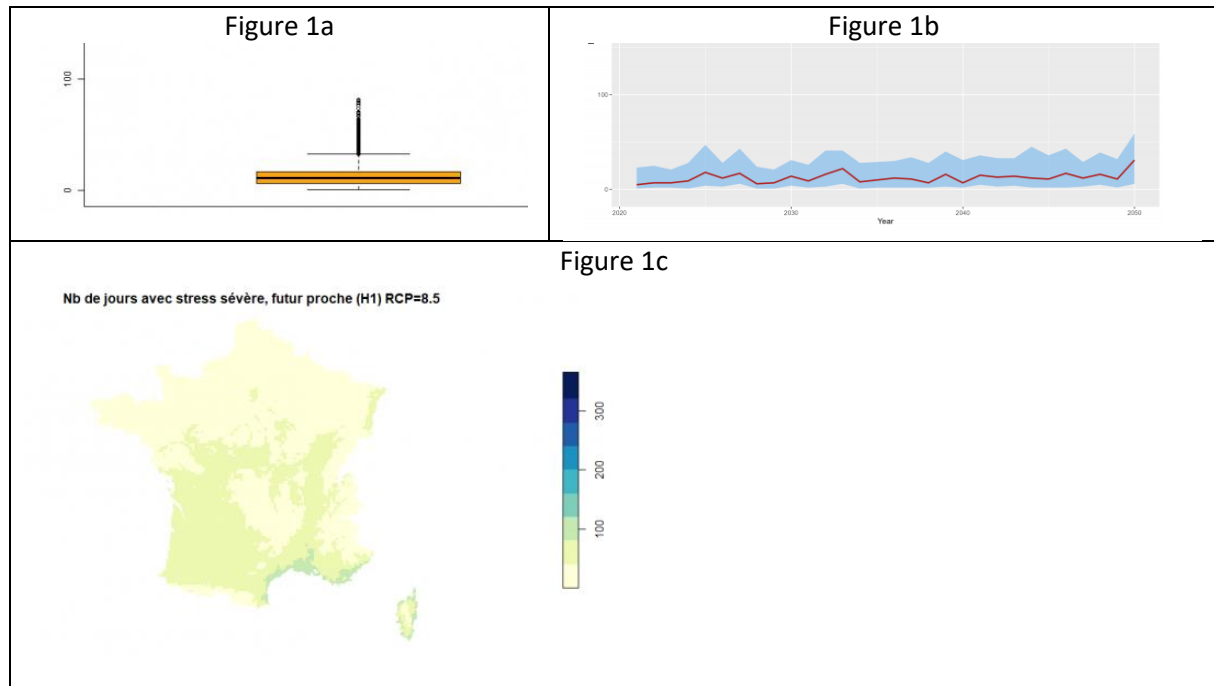 Figure 1a
100
0
Figure 1b
100
0
2020
2030
2040
2050
Year
Figure 1c
Nb de jours avec stress sévère, futur proche (H1) RCP=8.5
300
200
100